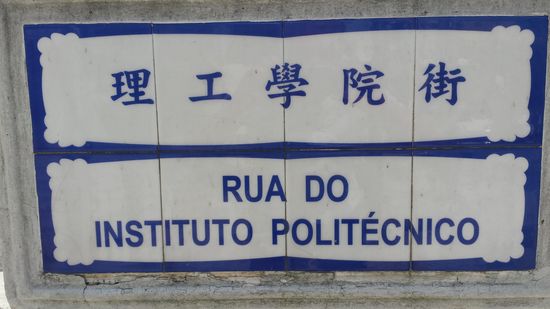 理工學院街
RUA DO
INSTITUTO POLITÉCNICO